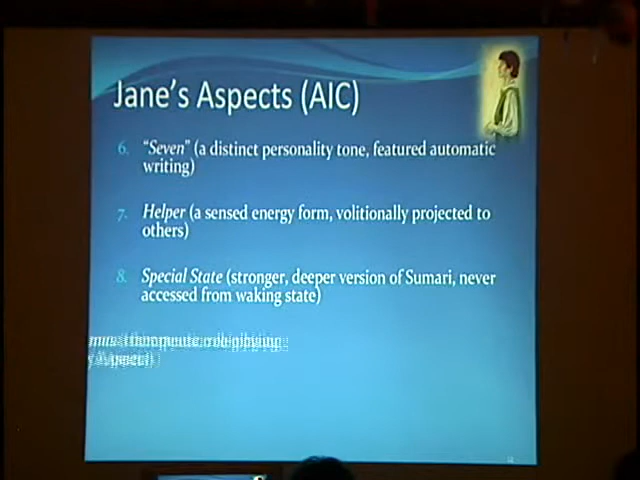 Jane's Aspects (AIC)
6. "Seven" (a distinct personality tone, featured automatic
writing)
7. Helper (a sensed energy form, volitionally projected to
others)
8. Special State (stronger, deeper version of Sumari, never
accessed from waking state)